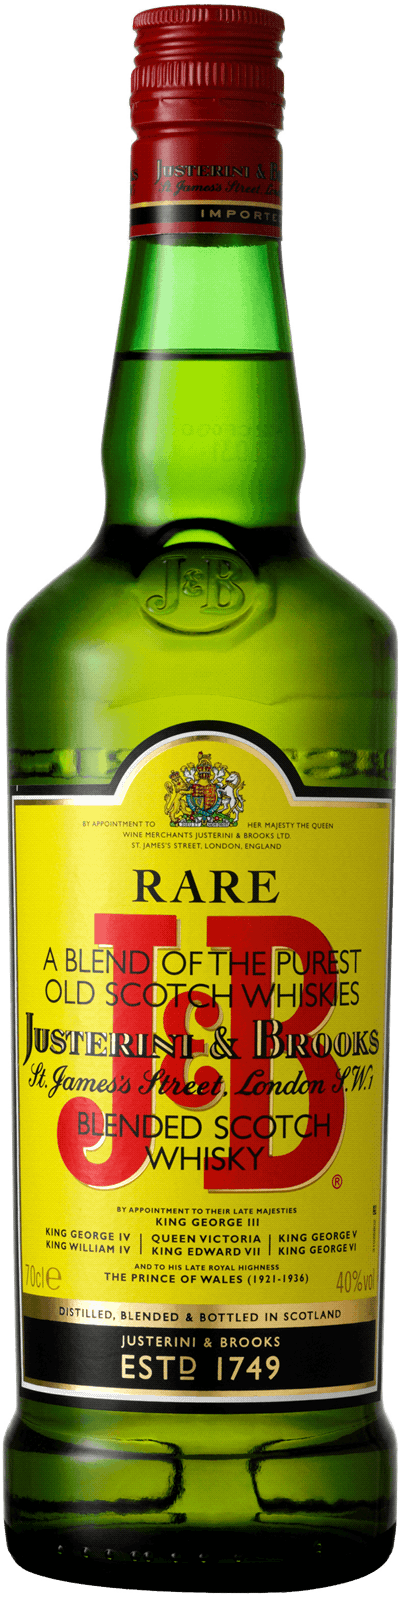 JUSTERINI & B
St. James's Street, Lon
IMPORTE
J&B
BY APPOINTMENT TO HER MAJESTY THE QUEEN
WINE MERCHANTS JUSTERINI & BROOKS LTD.
ST. JAMES'S STREET, LONDON, ENGLAND
RARE
J&B
A BLEND OF THE PUREST
OLD SCOTCH WHISKIES
JUSTERINI & BROOKS
St. James's Street, London S.W.1
BLENDED SCOTCH
WHISKY
®
BY APPOINTMENT TO THEIR LATE MAJESTIES
KING GEORGE III
KING GEORGE IV | QUEEN VICTORIA | KING GEORGE V
KING WILLIAM IV | KING EDWARD VII | KING GEORGE VI
AND TO HIS LATE ROYAL HIGHNESS
THE PRINCE OF WALES (1921-1936)
70cl e 40%vol
DISTILLED, BLENDED & BOTTLED IN SCOTLAND
JUSTERINI & BROOKS
ESTD 1749